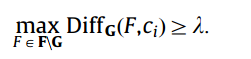 max Diff_𝐆(F,c_i) ≥ λ.
F ∈ 𝐅\𝐆